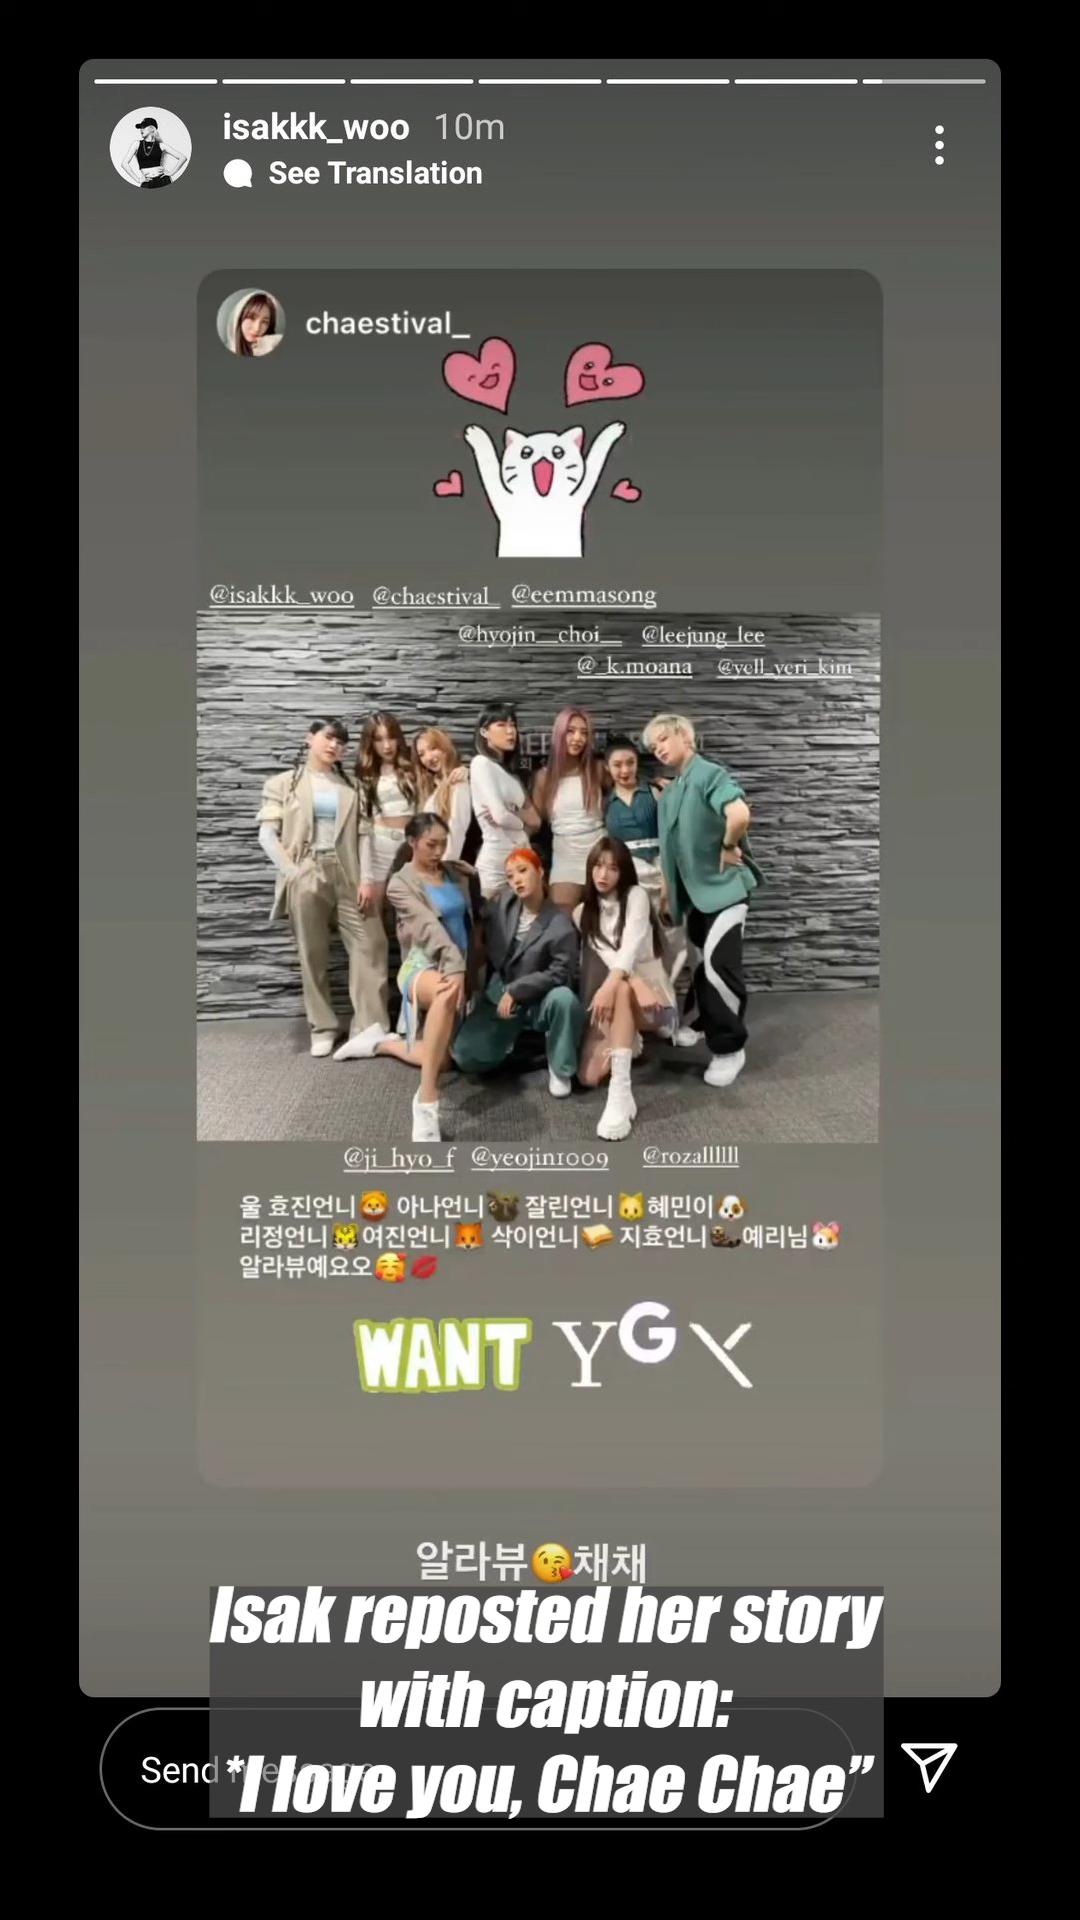 isakkk_woo 10m
See Translation
chaestival_
@isakkk_woo @chaestival_ @eemmasong
@hyojin__choi__ @leejung_lee
@_k.moana @yell_yeri_kim
@ji_hyo_f @yeojin1009 @rozallllll
울 효진언니🦁 아나언니🦥 잘린언니🐱혜민이🐶
리정언니🐯여진언니🦊 삭이언니🧈 지효언니🦦예리님🐹
알라뷰예요오🥰💋
WANT YGX
알라뷰😘채채
Isak reposted her story
with caption:
*I love you, Chae Chae”
Send message